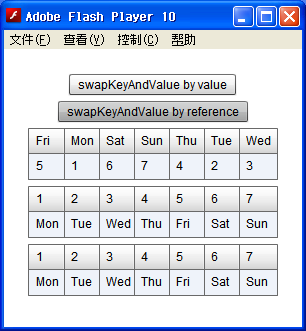 Adobe Flash Player 10
文件(F) 查看(V) 控制(C) 帮助
swapKeyAndValue by value
swapKeyAndValue by reference
Fri Mon Sat Sun Thu Tue Wed
5 1 6 7 4 2 3
1 2 3 4 5 6 7
Mon Tue Wed Thu Fri Sat Sun
1 2 3 4 5 6 7
Mon Tue Wed Thu Fri Sat Sun